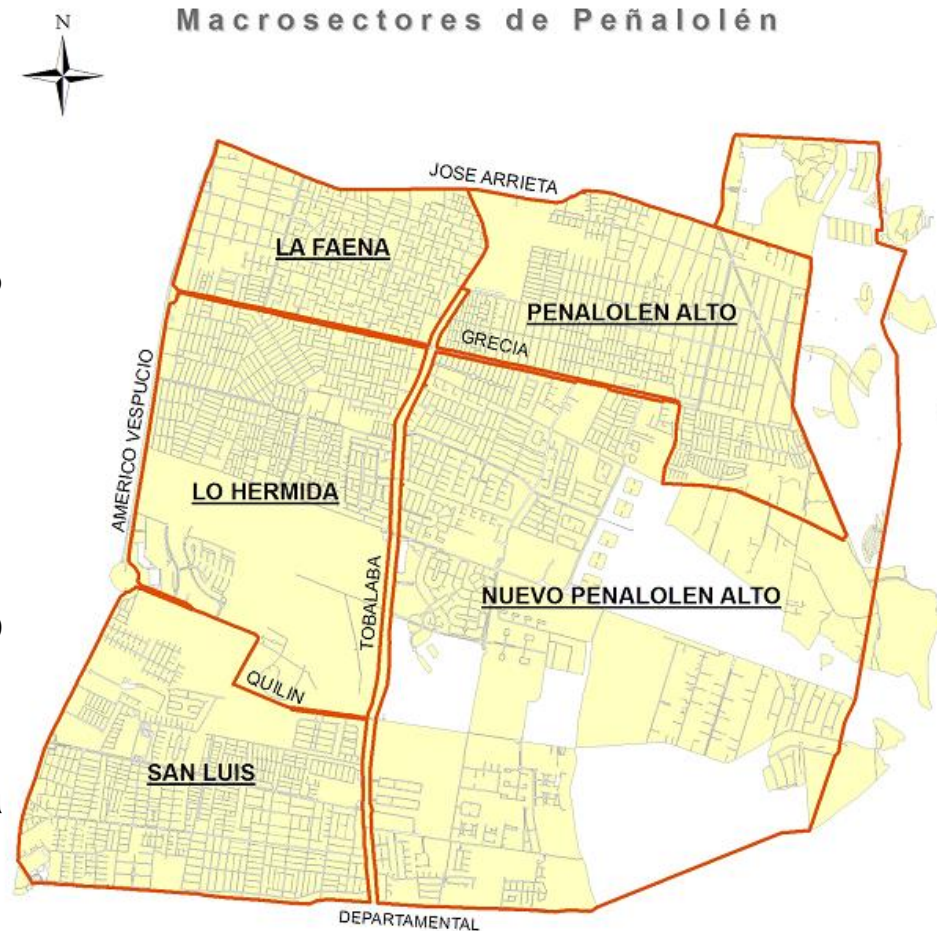 Macrosectores de Peñalolén
N
JOSE ARRIETA
LA FAENA
PENALOLEN ALTO
GRECIA
AMERICO VESPUCIO
LO HERMIDA
TOBALABA
NUEVO PENALOLEN ALTO
QUILIN
SAN LUIS
DEPARTAMENTAL